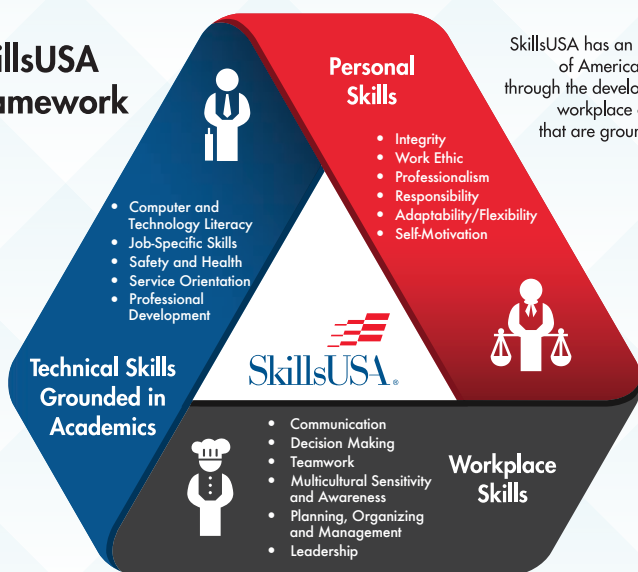 illsUSA
amework
SkillsUSA has an
of America
through the develo
workplace
that are groun
Personal
Skills
• Integrity
• Work Ethic
• Professionalism
• Responsibility
• Adaptability/Flexibility
• Self-Motivation
• Computer and
Technology Literacy
• Job-Specific Skills
• Safety and Health
• Service Orientation
• Professional
Development
Technical Skills
Grounded in
Academics
SkillsUSA®
• Communication
• Decision Making
• Teamwork
• Multicultural Sensitivity
and Awareness
• Planning, Organizing
and Management
• Leadership
Workplace
Skills